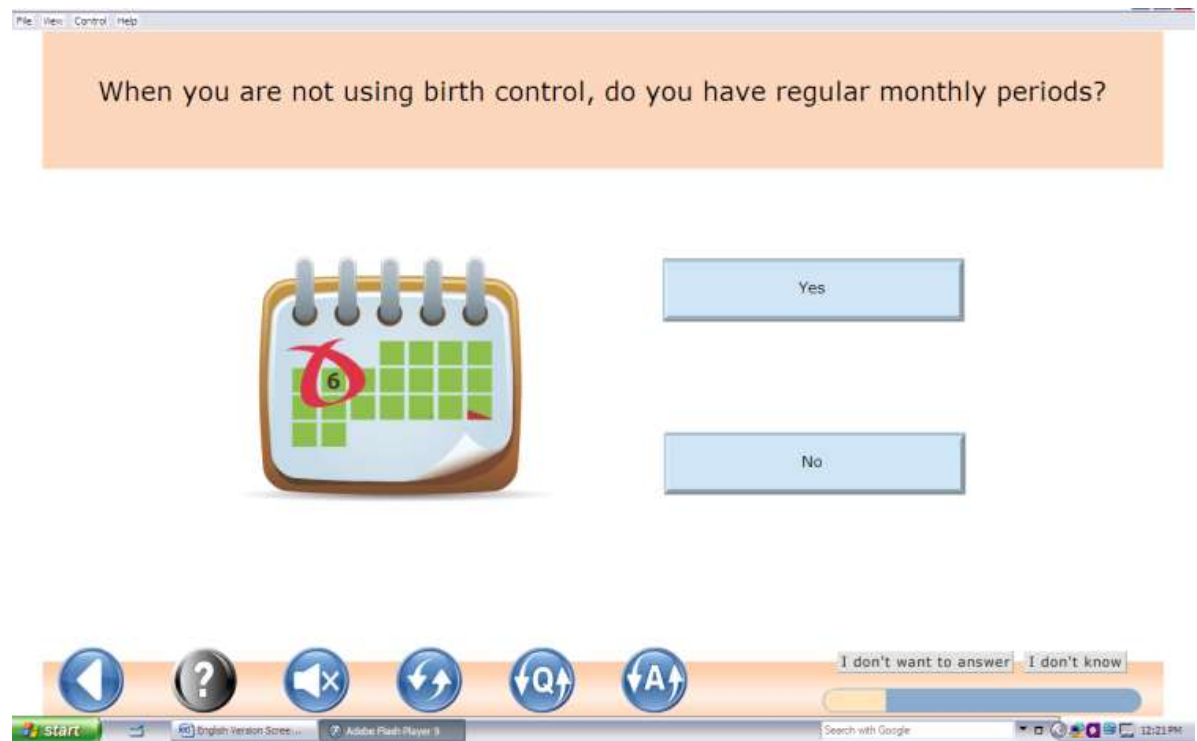 File View Control Help
When you are not using birth control, do you have regular monthly periods?
Yes
6
No
?
Q
A
I don't want to answer I don't know
start English Version Scree... Adobe Flash Player 9 Search with Google 12:21 PM